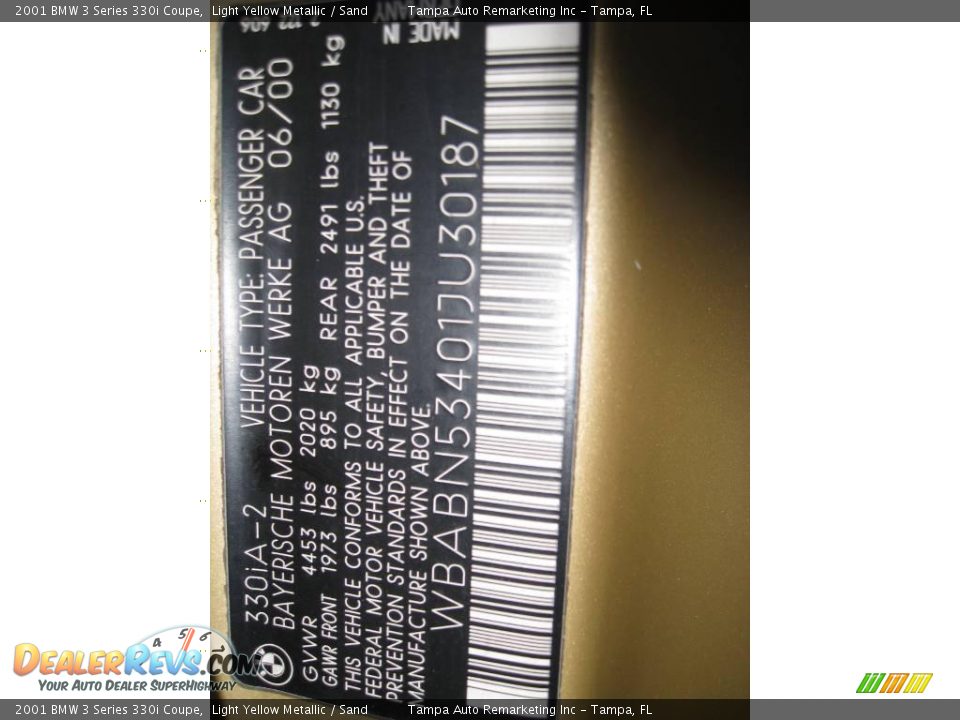 2001 BMW 3 Series 330i Coupe, Light Yellow Metallic / Sand Tampa Auto Remarketing Inc - Tampa, FL
330iA-2 VEHICLE TYPE: PASSENGER CAR
BAYERISCHE MOTOREN WERKE AG 06/00
GVWR 4453 lbs 2020 kg
GAWR FRONT 1973 lbs 895 kg REAR 2491 lbs 1130 kg
THIS VEHICLE CONFORMS TO ALL APPLICABLE U.S.
FEDERAL MOTOR VEHICLE SAFETY, BUMPER AND THEFT
PREVENTION STANDARDS IN EFFECT ON THE DATE OF
MANUFACTURE SHOWN ABOVE.
WBABN53401JU30187
MADE IN
GERMANY
DEALERREVS.COM
YOUR AUTO DEALER SUPERHIGHWAY
4 5 6
2001 BMW 3 Series 330i Coupe, Light Yellow Metallic / Sand Tampa Auto Remarketing Inc - Tampa, FL